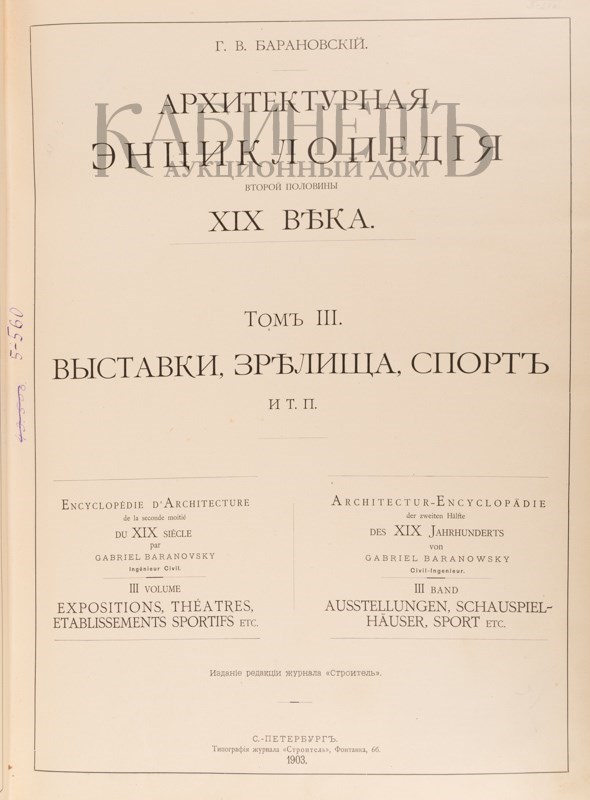 Г. В. БАРАНОВСКІЙ.
АРХИТЕКТУРНАЯ
КАБИНЕТЪ
ЭНЦИКЛОПЕДІЯ
АУКЦИОННЫЙ ДОМ
ВТОРОЙ ПОЛОВИНЫ
XIX ВѢКА.
ТОМЪ III.
ВЫСТАВКИ, ЗРѢЛИЩА, СПОРТЪ
И Т. П.
5-560
ENCYCLOPÉDIE D'ARCHITECTURE
de la seconde moitié
DU XIX SIÈCLE
par
GABRIEL BARANOVSKY
Ingénieur Civil.
III VOLUME
EXPOSITIONS, THÉATRES,
ETABLISSEMENTS SPORTIFS ETC.
ARCHITECTUR-ENCYCLOPÄDIE
der zweiten Hälfte
DES XIX JAHRHUNDERTS
von
GABRIEL BARANOWSKY
Civil-Ingenieur.
III BAND
AUSSTELLUNGEN, SCHAUSPIEL-
HÄUSER, SPORT ETC.
Изданіе редакціи журнала «Строитель».
С.-ПЕТЕРБУРГЪ.
Типографія журнала «Строитель», Фонтанка, 66.
1903.